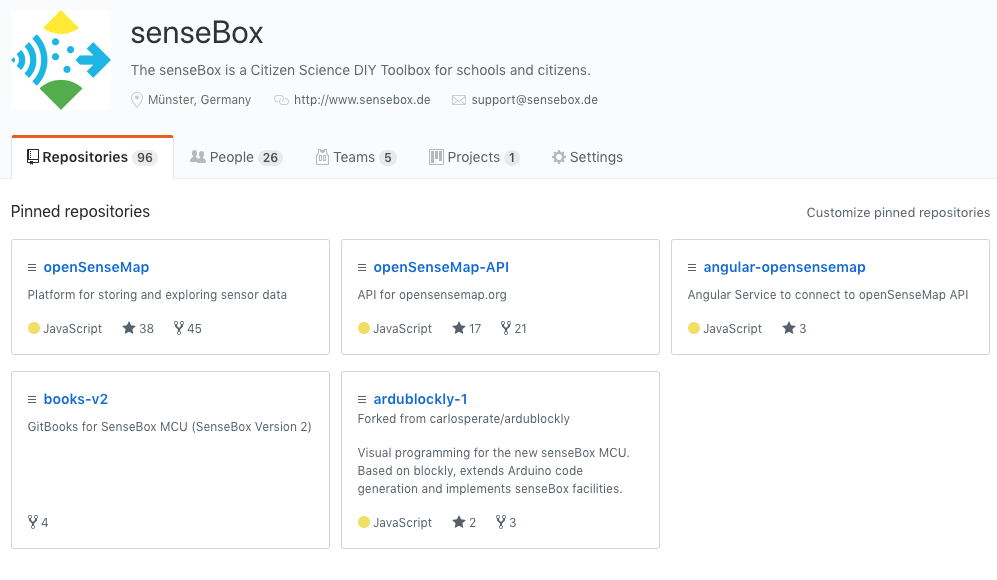 senseBox
The senseBox is a Citizen Science DIY Toolbox for schools and citizens.
Münster, Germany http://www.sensebox.de support@sensebox.de
Repositories 96 People 26 Teams 5 Projects 1 Settings
Pinned repositories Customize pinned repositories
openSenseMap
Platform for storing and exploring sensor data
JavaScript 38 45
openSenseMap-API
API for opensensemap.org
JavaScript 17 21
angular-opensensemap
Angular Service to connect to openSenseMap API
JavaScript 3
books-v2
GitBooks for SenseBox MCU (SenseBox Version 2)
4
ardublockly-1
Forked from carlosperate/ardublockly
Visual programming for the new senseBox MCU.
Based on blockly, extends Arduino code
generation and implements senseBox facilities.
JavaScript 2 3